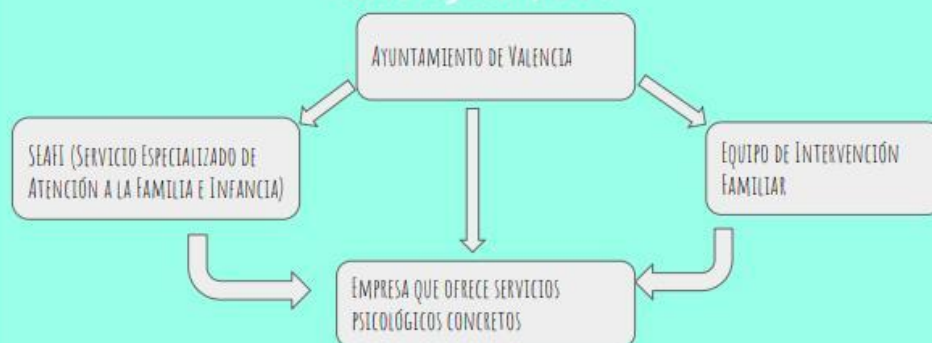 Ayuntamiento de Valencia
SEAFI (Servicio Especializado de
Atención a la Familia e Infancia)
Equipo de Intervención
Familiar
Empresa que ofrece servicios
psicológicos concretos